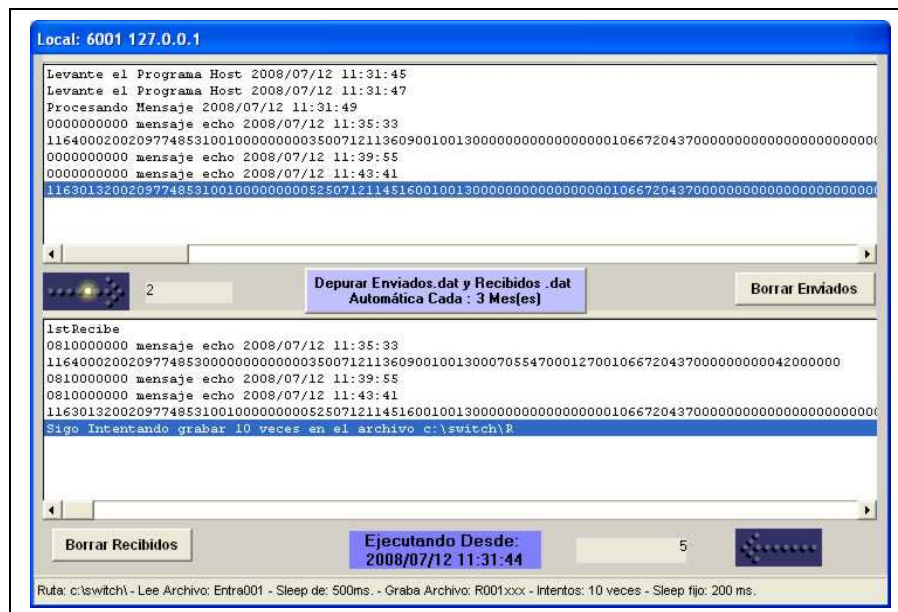 Local: 6001 127.0.0.1
Levante el Programa Host 2008/07/12 11:31:45
Levante el Programa Host 2008/07/12 11:31:47
Procesando Mensaje 2008/07/12 11:31:49
0000000000 mensaje echo 2008/07/12 11:35:33
0000000000 mensaje echo 2008/07/12 11:39:55
0000000000 mensaje echo 2008/07/12 11:43:41
2
Depurar Enviados.dat y Recibidos .dat
Automática Cada : 3 Mes(es)
Borrar Enviados
lstRecibe
0810000000 mensaje echo 2008/07/12 11:35:33
0810000000 mensaje echo 2008/07/12 11:39:55
0810000000 mensaje echo 2008/07/12 11:43:41
Sigo Intentando grabar 10 veces en el archivo c:\switch\R
Borrar Recibidos
Ejecutando Desde:
2008/07/12 11:31:44
5
Ruta: c:\switch\ - Lee Archivo: Entra001 - Sleep de: 500ms. - Graba Archivo: R001xxx - Intentos: 10 veces - Sleep fijo: 200 ms.